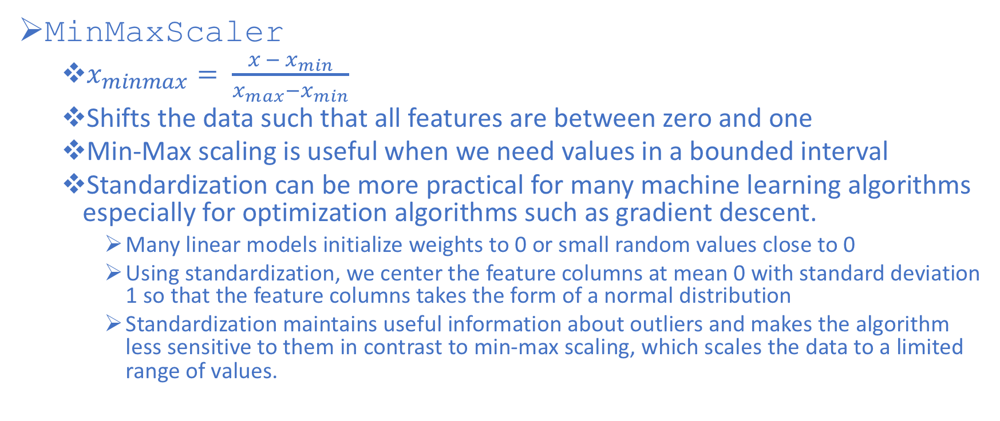 ➢MinMaxScaler
❖x_{minmax} = \frac{x - x_{min}}{x_{max} - x_{min}}
❖Shifts the data such that all features are between zero and one
❖Min-Max scaling is useful when we need values in a bounded interval
❖Standardization can be more practical for many machine learning algorithms
especially for optimization algorithms such as gradient descent.
➢Many linear models initialize weights to 0 or small random values close to 0
➢Using standardization, we center the feature columns at mean 0 with standard deviation
1 so that the feature columns takes the form of a normal distribution
➢Standardization maintains useful information about outliers and makes the algorithm
less sensitive to them in contrast to min-max scaling, which scales the data to a limited
range of values.